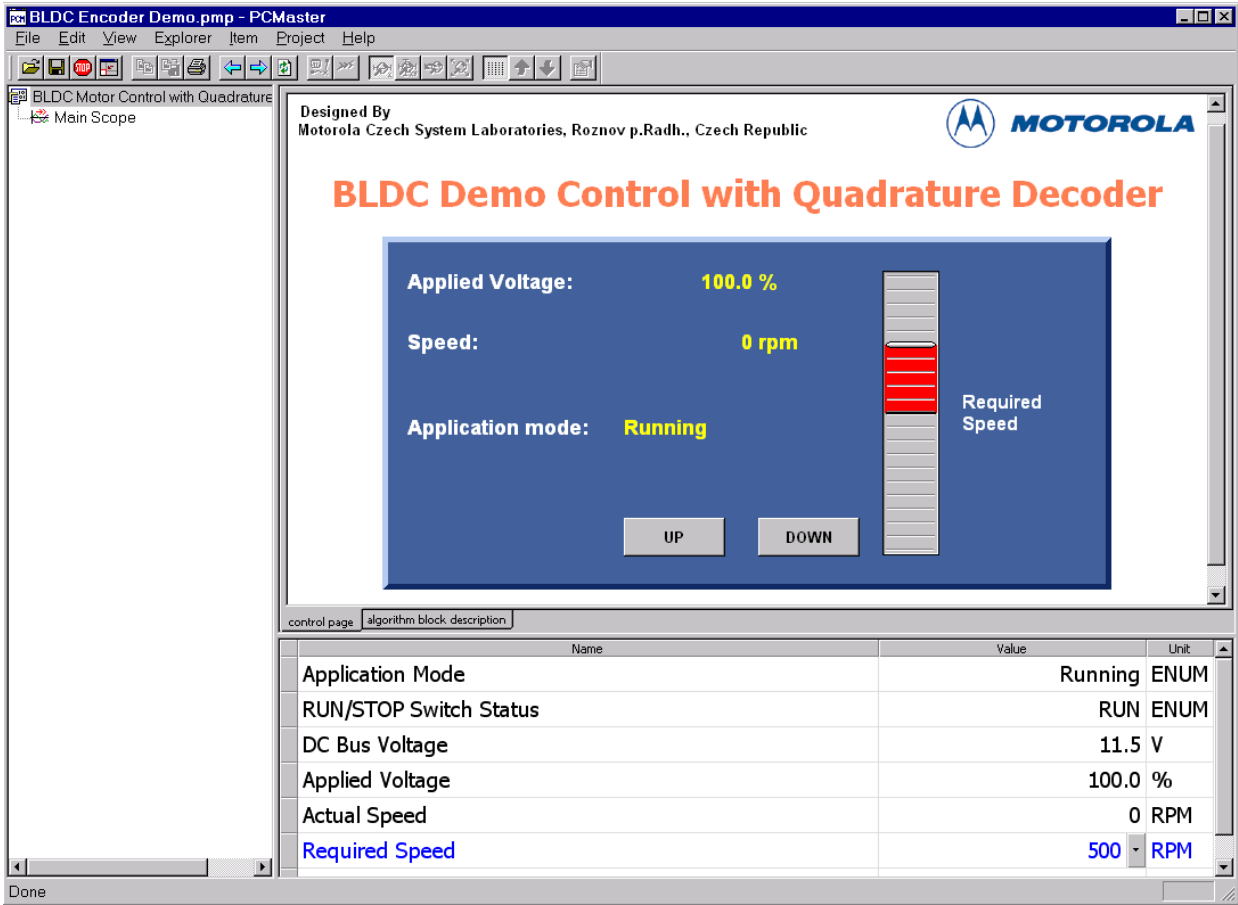 BLDC Encoder Demo.pmp - PCMaster
File Edit View Explorer Item Project Help
BLDC Motor Control with Quadrature
Main Scope
Designed By
Motorola Czech System Laboratories, Roznov p.Radh., Czech Republic
MOTOROLA
BLDC Demo Control with Quadrature Decoder
Applied Voltage: 100.0 %
Speed: 0 rpm
Required
Speed
Application mode: Running
UP DOWN
control page algorithm block description
Name Value Unit
Application Mode Running ENUM
RUN/STOP Switch Status RUN ENUM
DC Bus Voltage 11.5 V
Applied Voltage 100.0 %
Actual Speed 0 RPM
Required Speed 500 RPM
Done